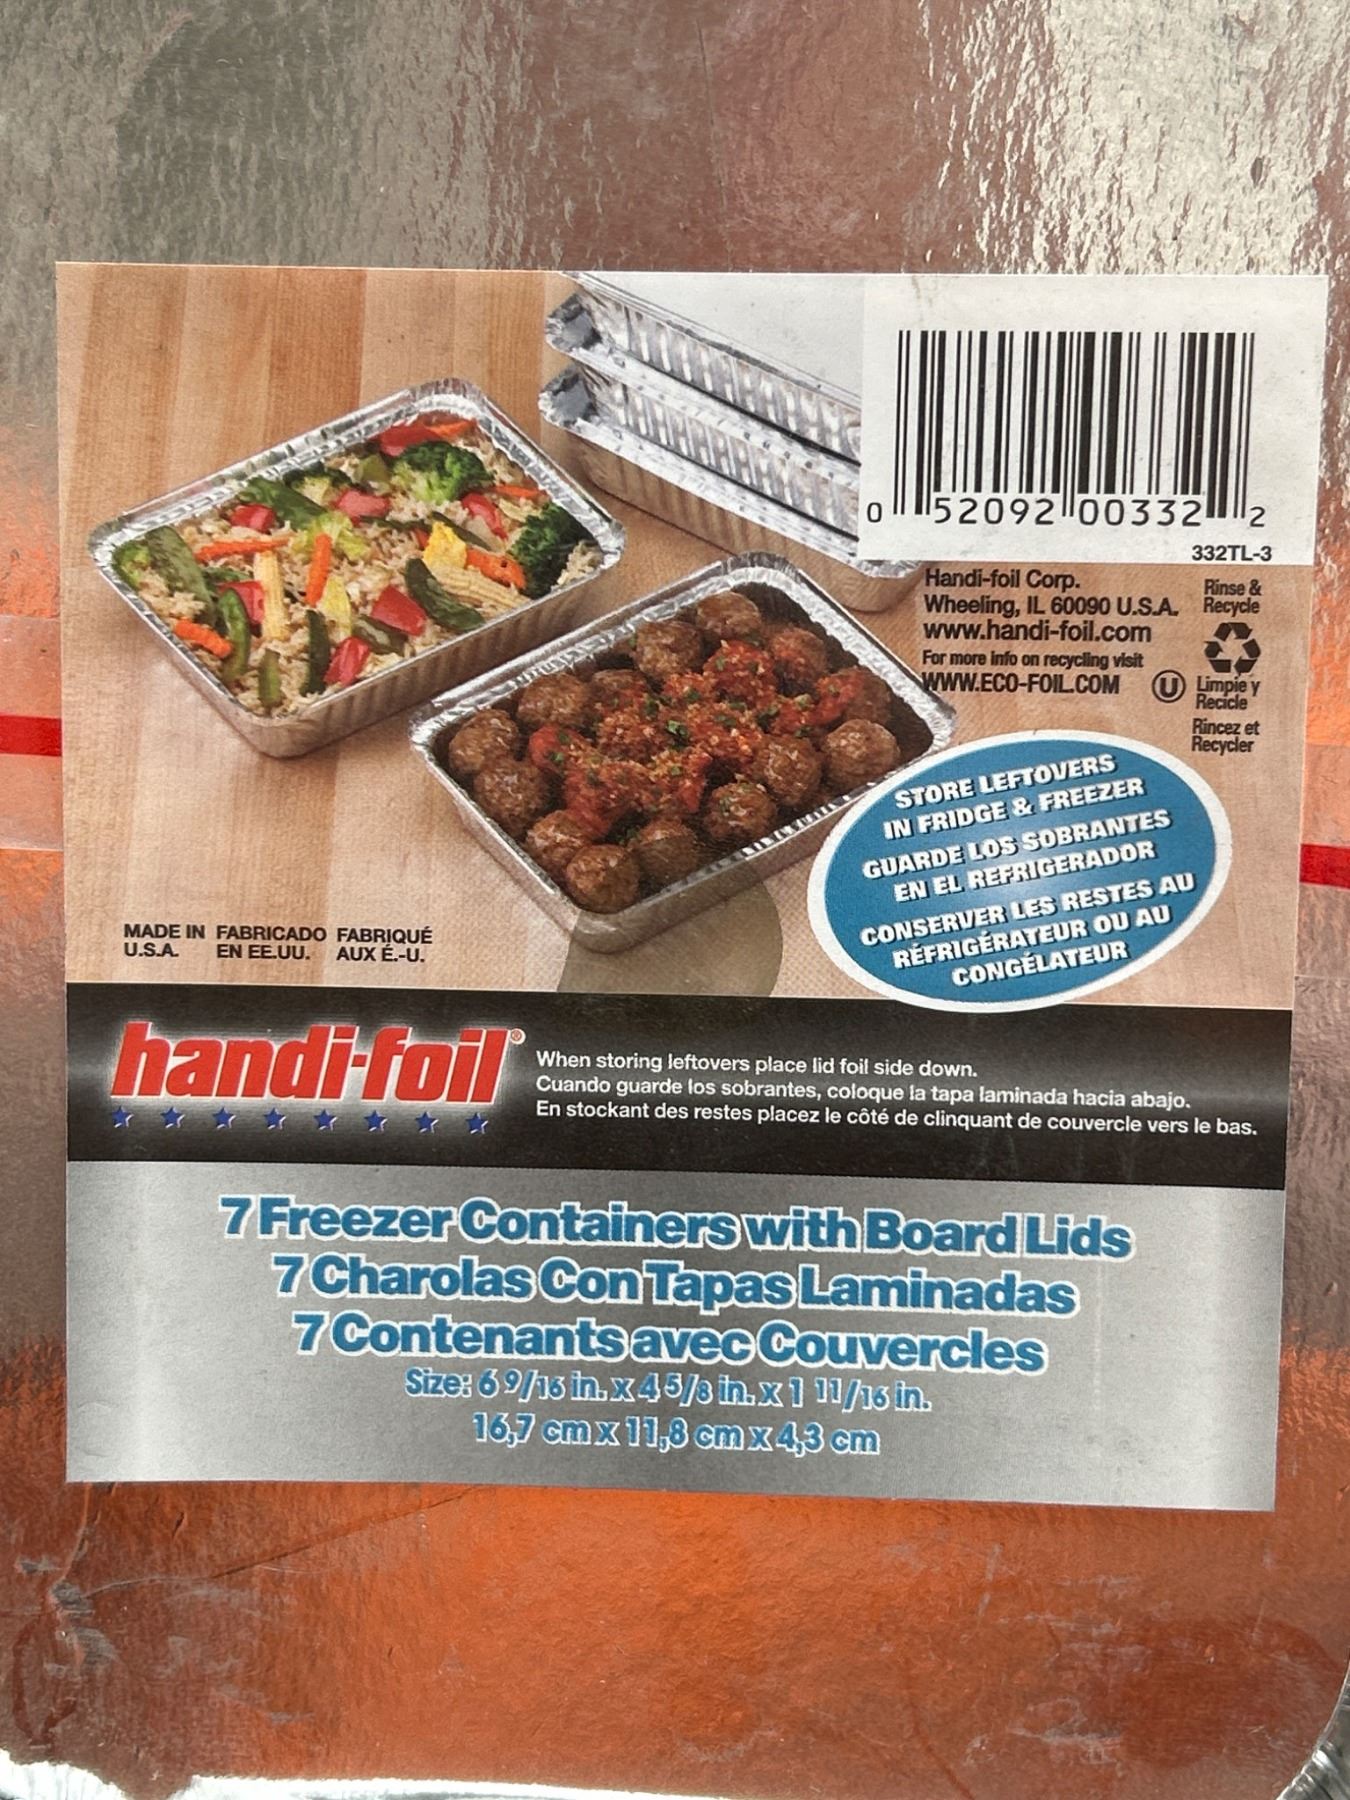 0 52092 00332 2
332TL-3
Handi-foil Corp.
Wheeling, IL 60090 U.S.A.
www.handi-foil.com
For more info on recycling visit
WWW.ECO-FOIL.COM
U
Rinse &
Recycle
Limpie y
Recicle
Rincez et
Recycler
STORE LEFTOVERS
IN FRIDGE & FREEZER
GUARDE LOS SOBRANTES
EN EL REFRIGERADOR
CONSERVER LES RESTES AU
RÉFRIGÉRATEUR OU AU
CONGÉLATEUR
MADE IN FABRICADO FABRIQUÉ
U.S.A. EN EE.UU. AUX É.-U.
handi-foil®
When storing leftovers place lid foil side down.
Cuando guarde los sobrantes, coloque la tapa laminada hacia abajo.
En stockant des restes placez le côté de clinquant de couvercle vers le bas.
7 Freezer Containers with Board Lids
7 Charolas Con Tapas Laminadas
7 Contenants avec Couvercles
Size: 6 9/16 in. x 4 5/8 in. x 1 11/16 in.
16,7 cm x 11,8 cm x 4,3 cm